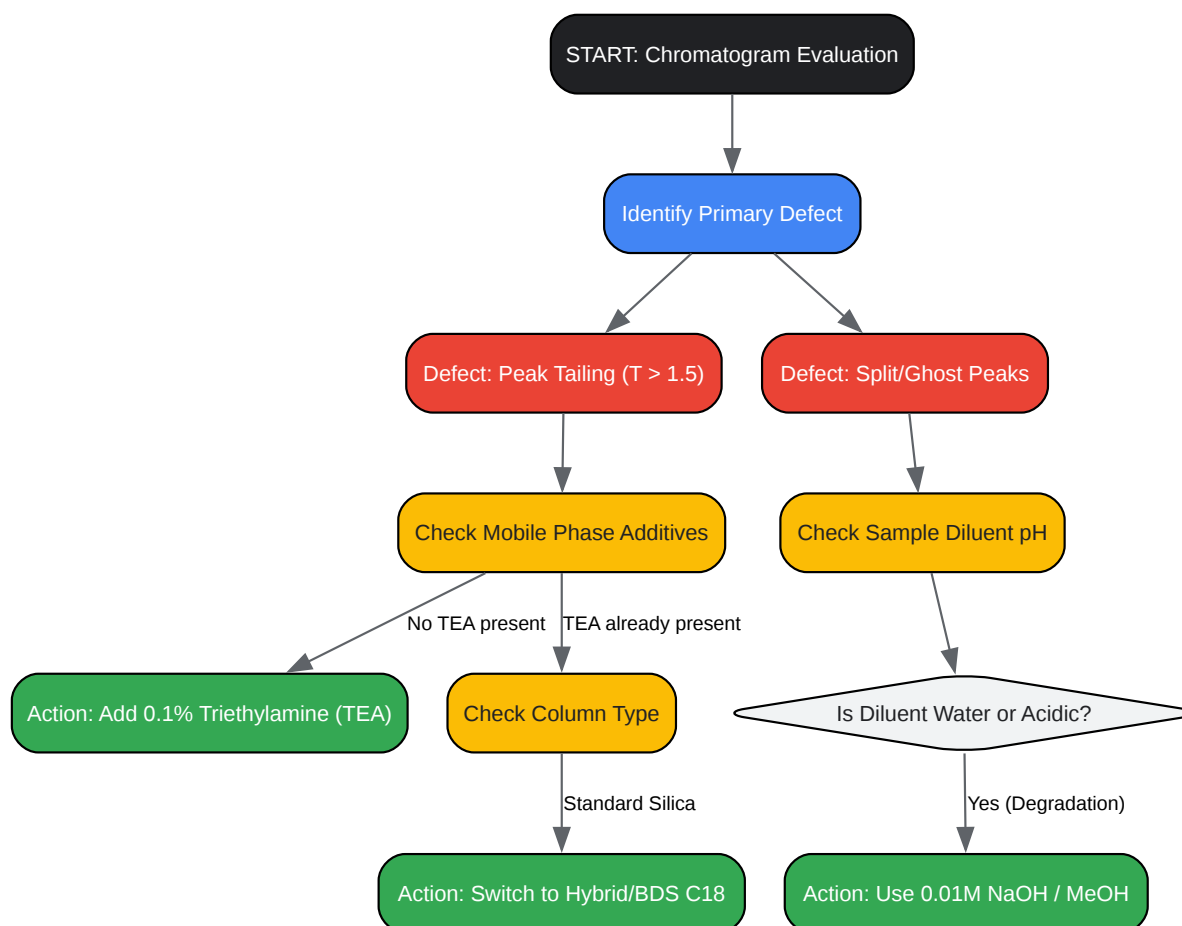 START: Chromatogram Evaluation
Identify Primary Defect
Defect: Peak Tailing (T > 1.5)
Defect: Split/Ghost Peaks
Check Mobile Phase Additives
Check Sample Diluent pH
No TEA present
TEA already present
Action: Add 0.1% Triethylamine (TEA)
Check Column Type
Is Diluent Water or Acidic?
Standard Silica
Yes (Degradation)
Action: Switch to Hybrid/BDS C18
Action: Use 0.01M NaOH / MeOH